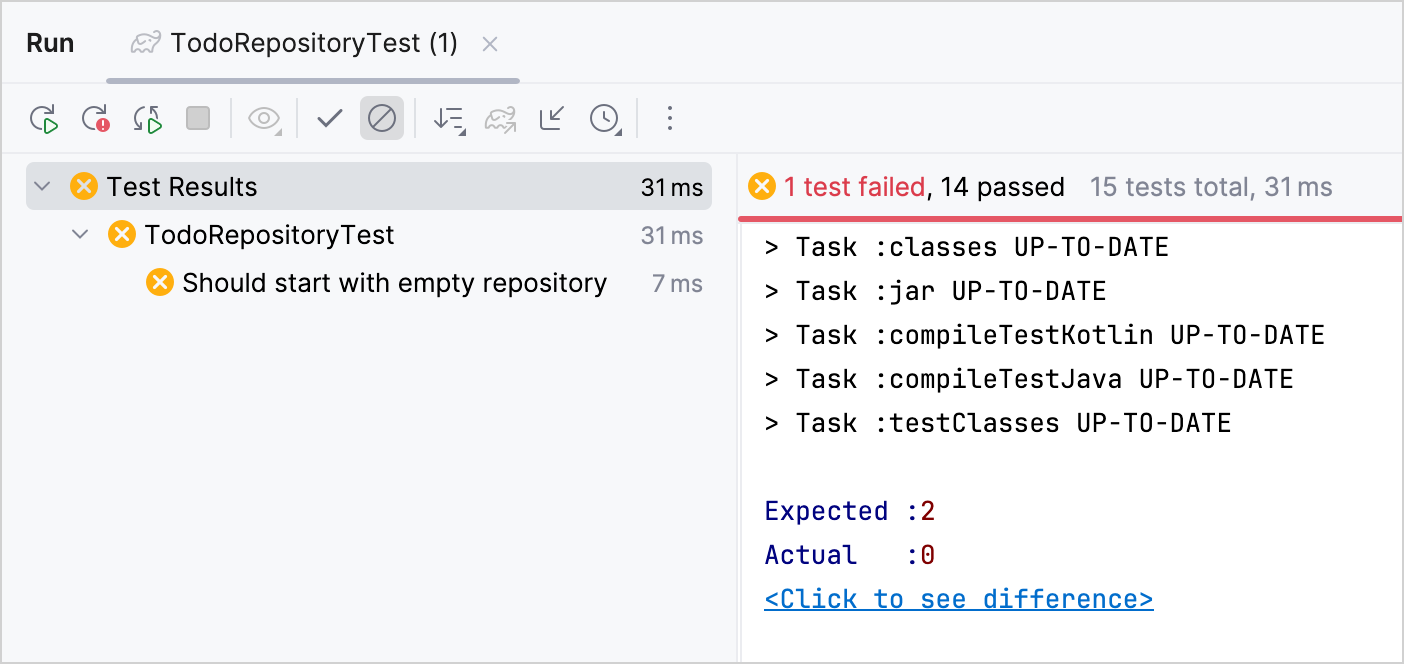 Run TodoRepositoryTest (1)
Test Results 31 ms
TodoRepositoryTest 31 ms
Should start with empty repository 7 ms
1 test failed, 14 passed 15 tests total, 31 ms
> Task :classes UP-TO-DATE
> Task :jar UP-TO-DATE
> Task :compileTestKotlin UP-TO-DATE
> Task :compileTestJava UP-TO-DATE
> Task :testClasses UP-TO-DATE
Expected :2
Actual   :0
<Click to see difference>